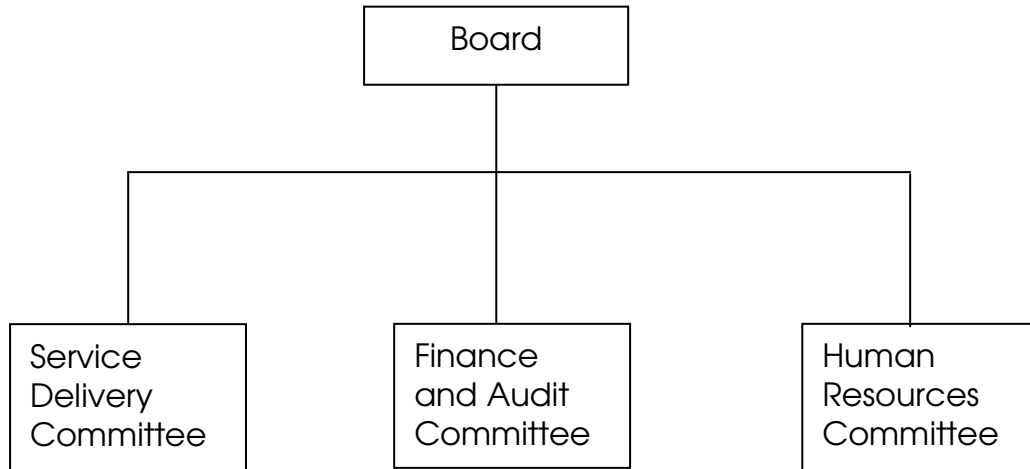 Board
Service
Delivery
Committee
Finance
and Audit
Committee
Human
Resources
Committee